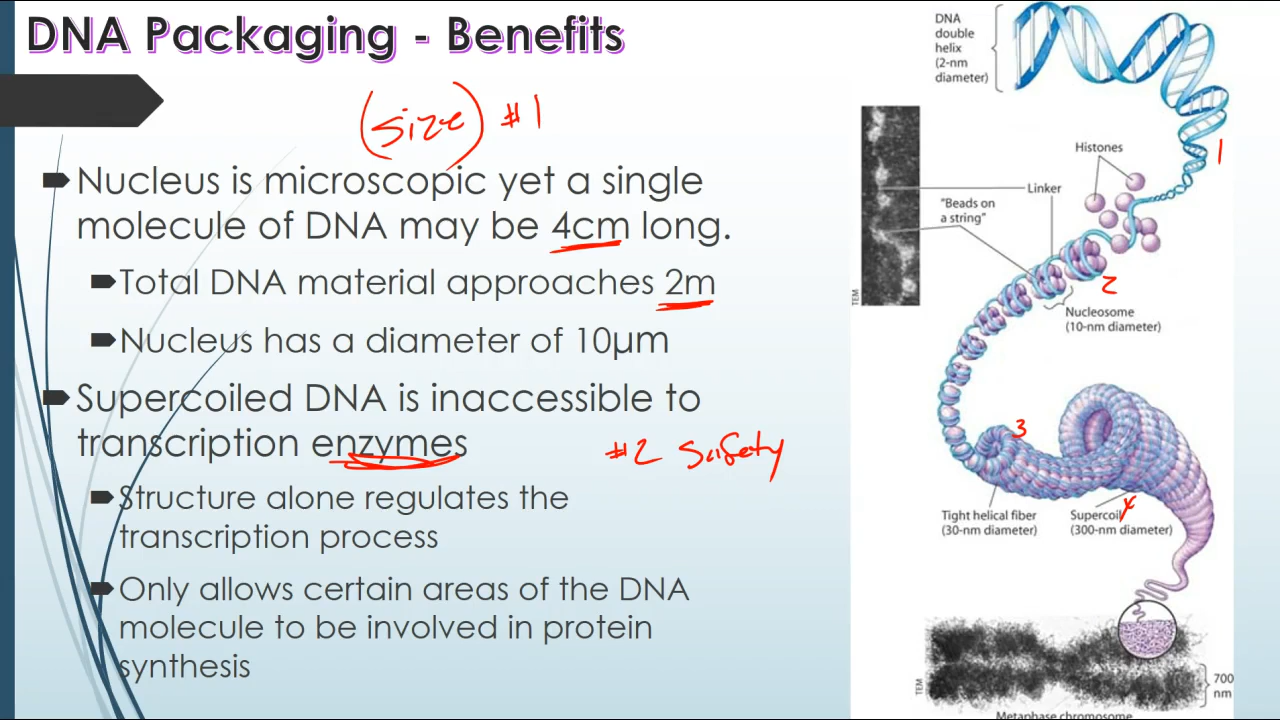 DNA Packaging - Benefits
(size) #1
Nucleus is microscopic yet a single
molecule of DNA may be 4cm long.
Total DNA material approaches 2m
Nucleus has a diameter of 10µm
Supercoiled DNA is inaccessible to
transcription enzymes
#2 Safety
Structure alone regulates the
transcription process
Only allows certain areas of the DNA
molecule to be involved in protein
synthesis
DNA
double
helix
(2-nm
diameter)
1
Histones
Linker
"Beads on
a string"
TEM
2
Nucleosome
(10-nm diameter)
3
Tight helical fiber
(30-nm diameter)
Supercoil
(300-nm diameter)
4
TEM
700
nm
Metaphase chromosome